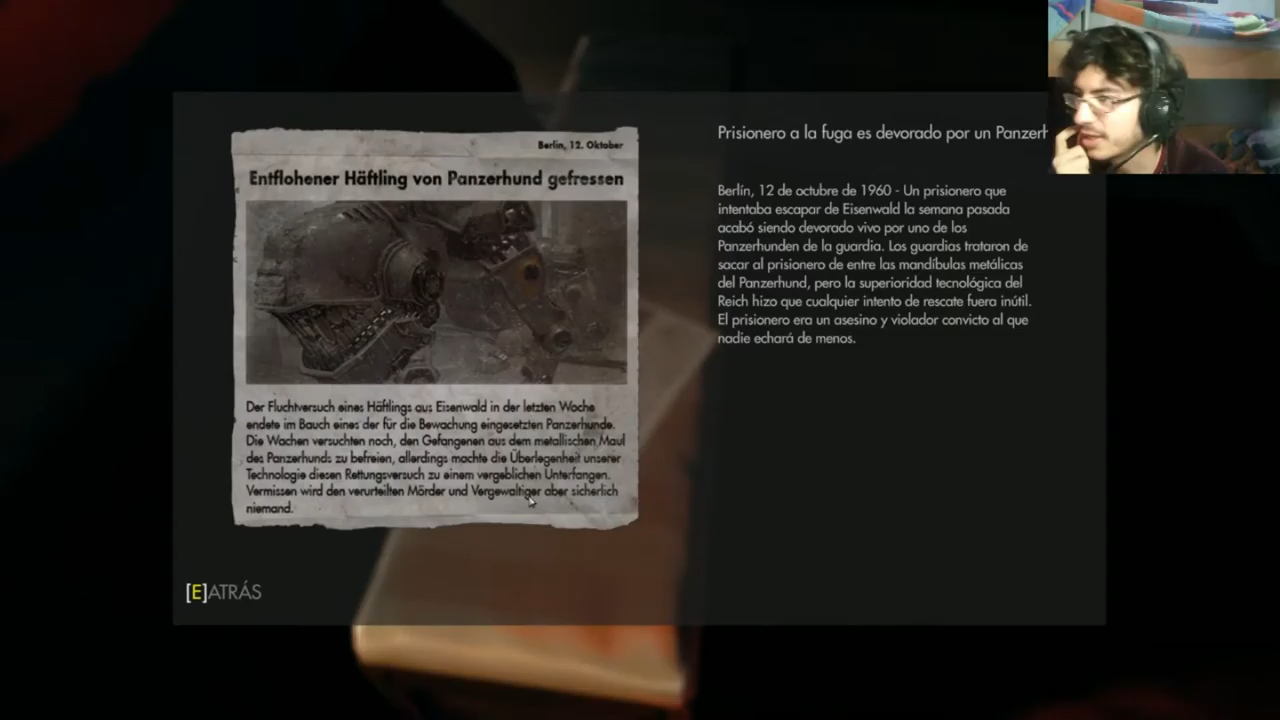 Berlin, 12. Oktober
Entflohener Häftling von Panzerhund gefressen
Der Fluchtversuch eines Häftlings aus Eisenwald in der letzten Woche
endete im Bauch eines der für die Bewachung eingesetzten Panzerhunde.
Die Wachen versuchten noch, den Gefangenen aus dem metallischen Maul
des Panzerhunds zu befreien, allerdings machte die Überlegenheit unserer
Technologie diesen Rettungsversuch zu einem vergeblichen Unterfangen.
Vermissen wird den verurteilten Mörder und Vergewaltiger aber sicherlich
niemand.
[E]ATRÁS
Prisionero a la fuga es devorado por un Panzerh
Berlín, 12 de octubre de 1960 - Un prisionero que
intentaba escapar de Eisenwald la semana pasada
acabó siendo devorado vivo por uno de los
Panzerhunden de la guardia. Los guardias trataron de
sacar al prisionero de entre las mandíbulas metálicas
del Panzerhund, pero la superioridad tecnológica del
Reich hizo que cualquier intento de rescate fuera inútil.
El prisionero era un asesino y violador convicto al que
nadie echará de menos.